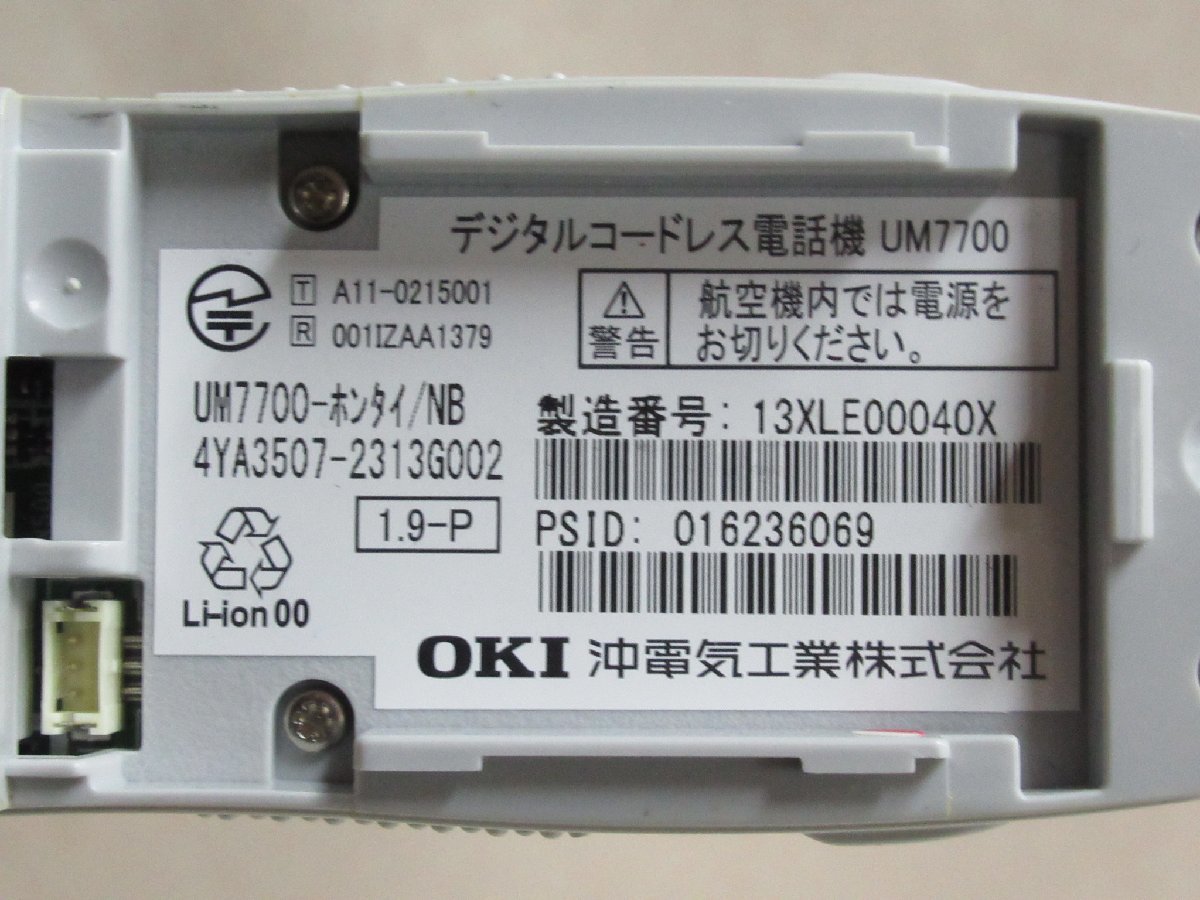 デジタルコードレス電話機 UM7700
T A11-0215001
R 001IZAA1379
警告
航空機内では電源を
お切りください。
UM7700-ﾎﾝﾀｲ/NB
4YA3507-2313G002
製造番号: 13XLE00040X
1.9-P
PSID: 016236069
Li-ion 00
OKI 沖電気工業株式会社